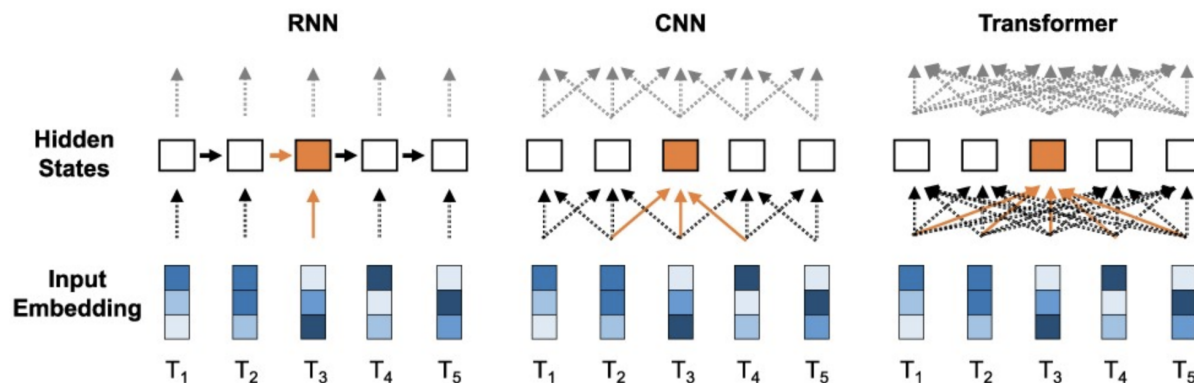 RNN CNN Transformer
Hidden
States
Input
Embedding
T₁ T₂ T₃ T₄ T₅ T₁ T₂ T₃ T₄ T₅ T₁ T₂ T₃ T₄ T₅